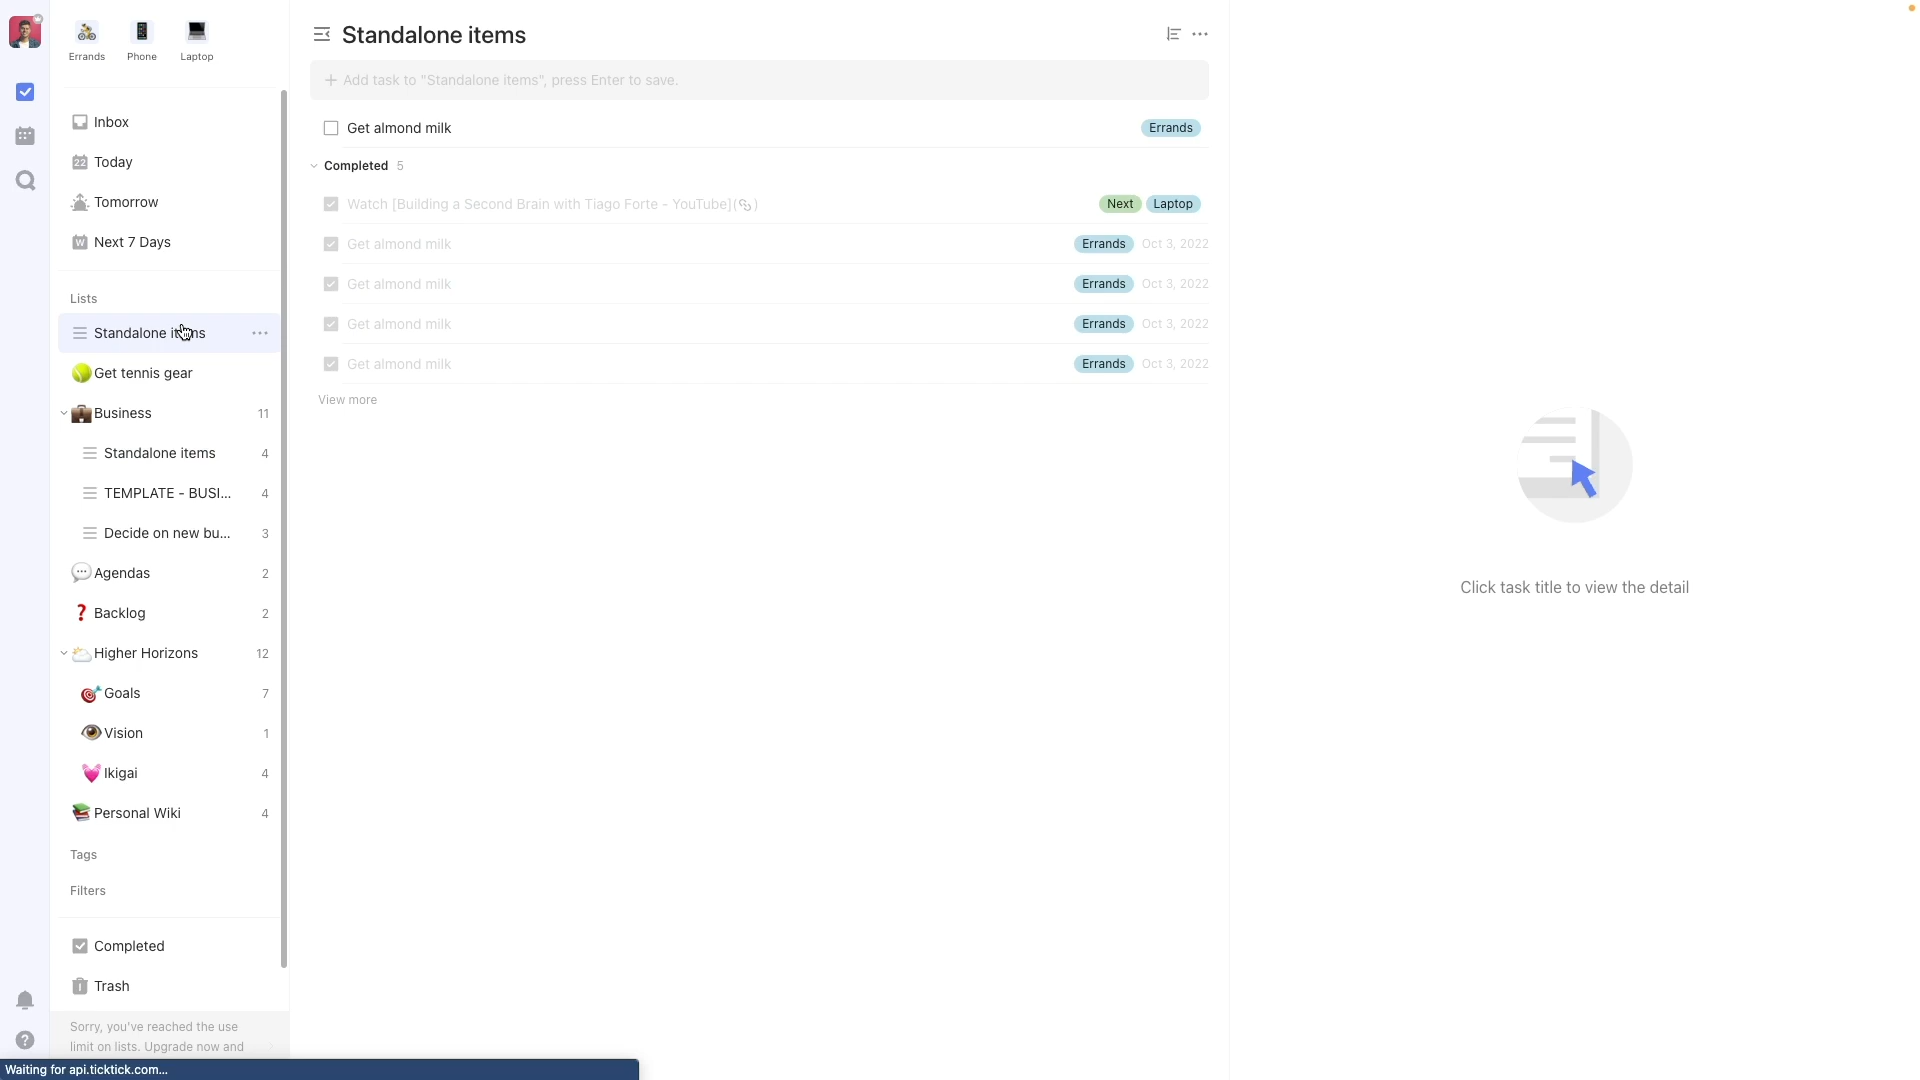 Errands
Phone
Laptop
Inbox
22 Today
Tomorrow
W Next 7 Days
Lists
Standalone items
Get tennis gear
Business 11
Standalone items 4
TEMPLATE - BUSI... 4
Decide on new bu... 3
Agendas 2
Backlog 2
Higher Horizons 12
Goals 7
Vision 1
Ikigai 4
Personal Wiki 4
Tags
Filters
Completed
Trash
Sorry, you've reached the use
limit on lists. Upgrade now and
Waiting for api.ticktick.com...
Standalone items
+ Add task to "Standalone items", press Enter to save.
Get almond milk Errands
Completed 5
Watch [Building a Second Brain with Tiago Forte - YouTube]( ) Next Laptop
Get almond milk Errands Oct 3, 2022
Get almond milk Errands Oct 3, 2022
Get almond milk Errands Oct 3, 2022
Get almond milk Errands Oct 3, 2022
View more
Click task title to view the detail